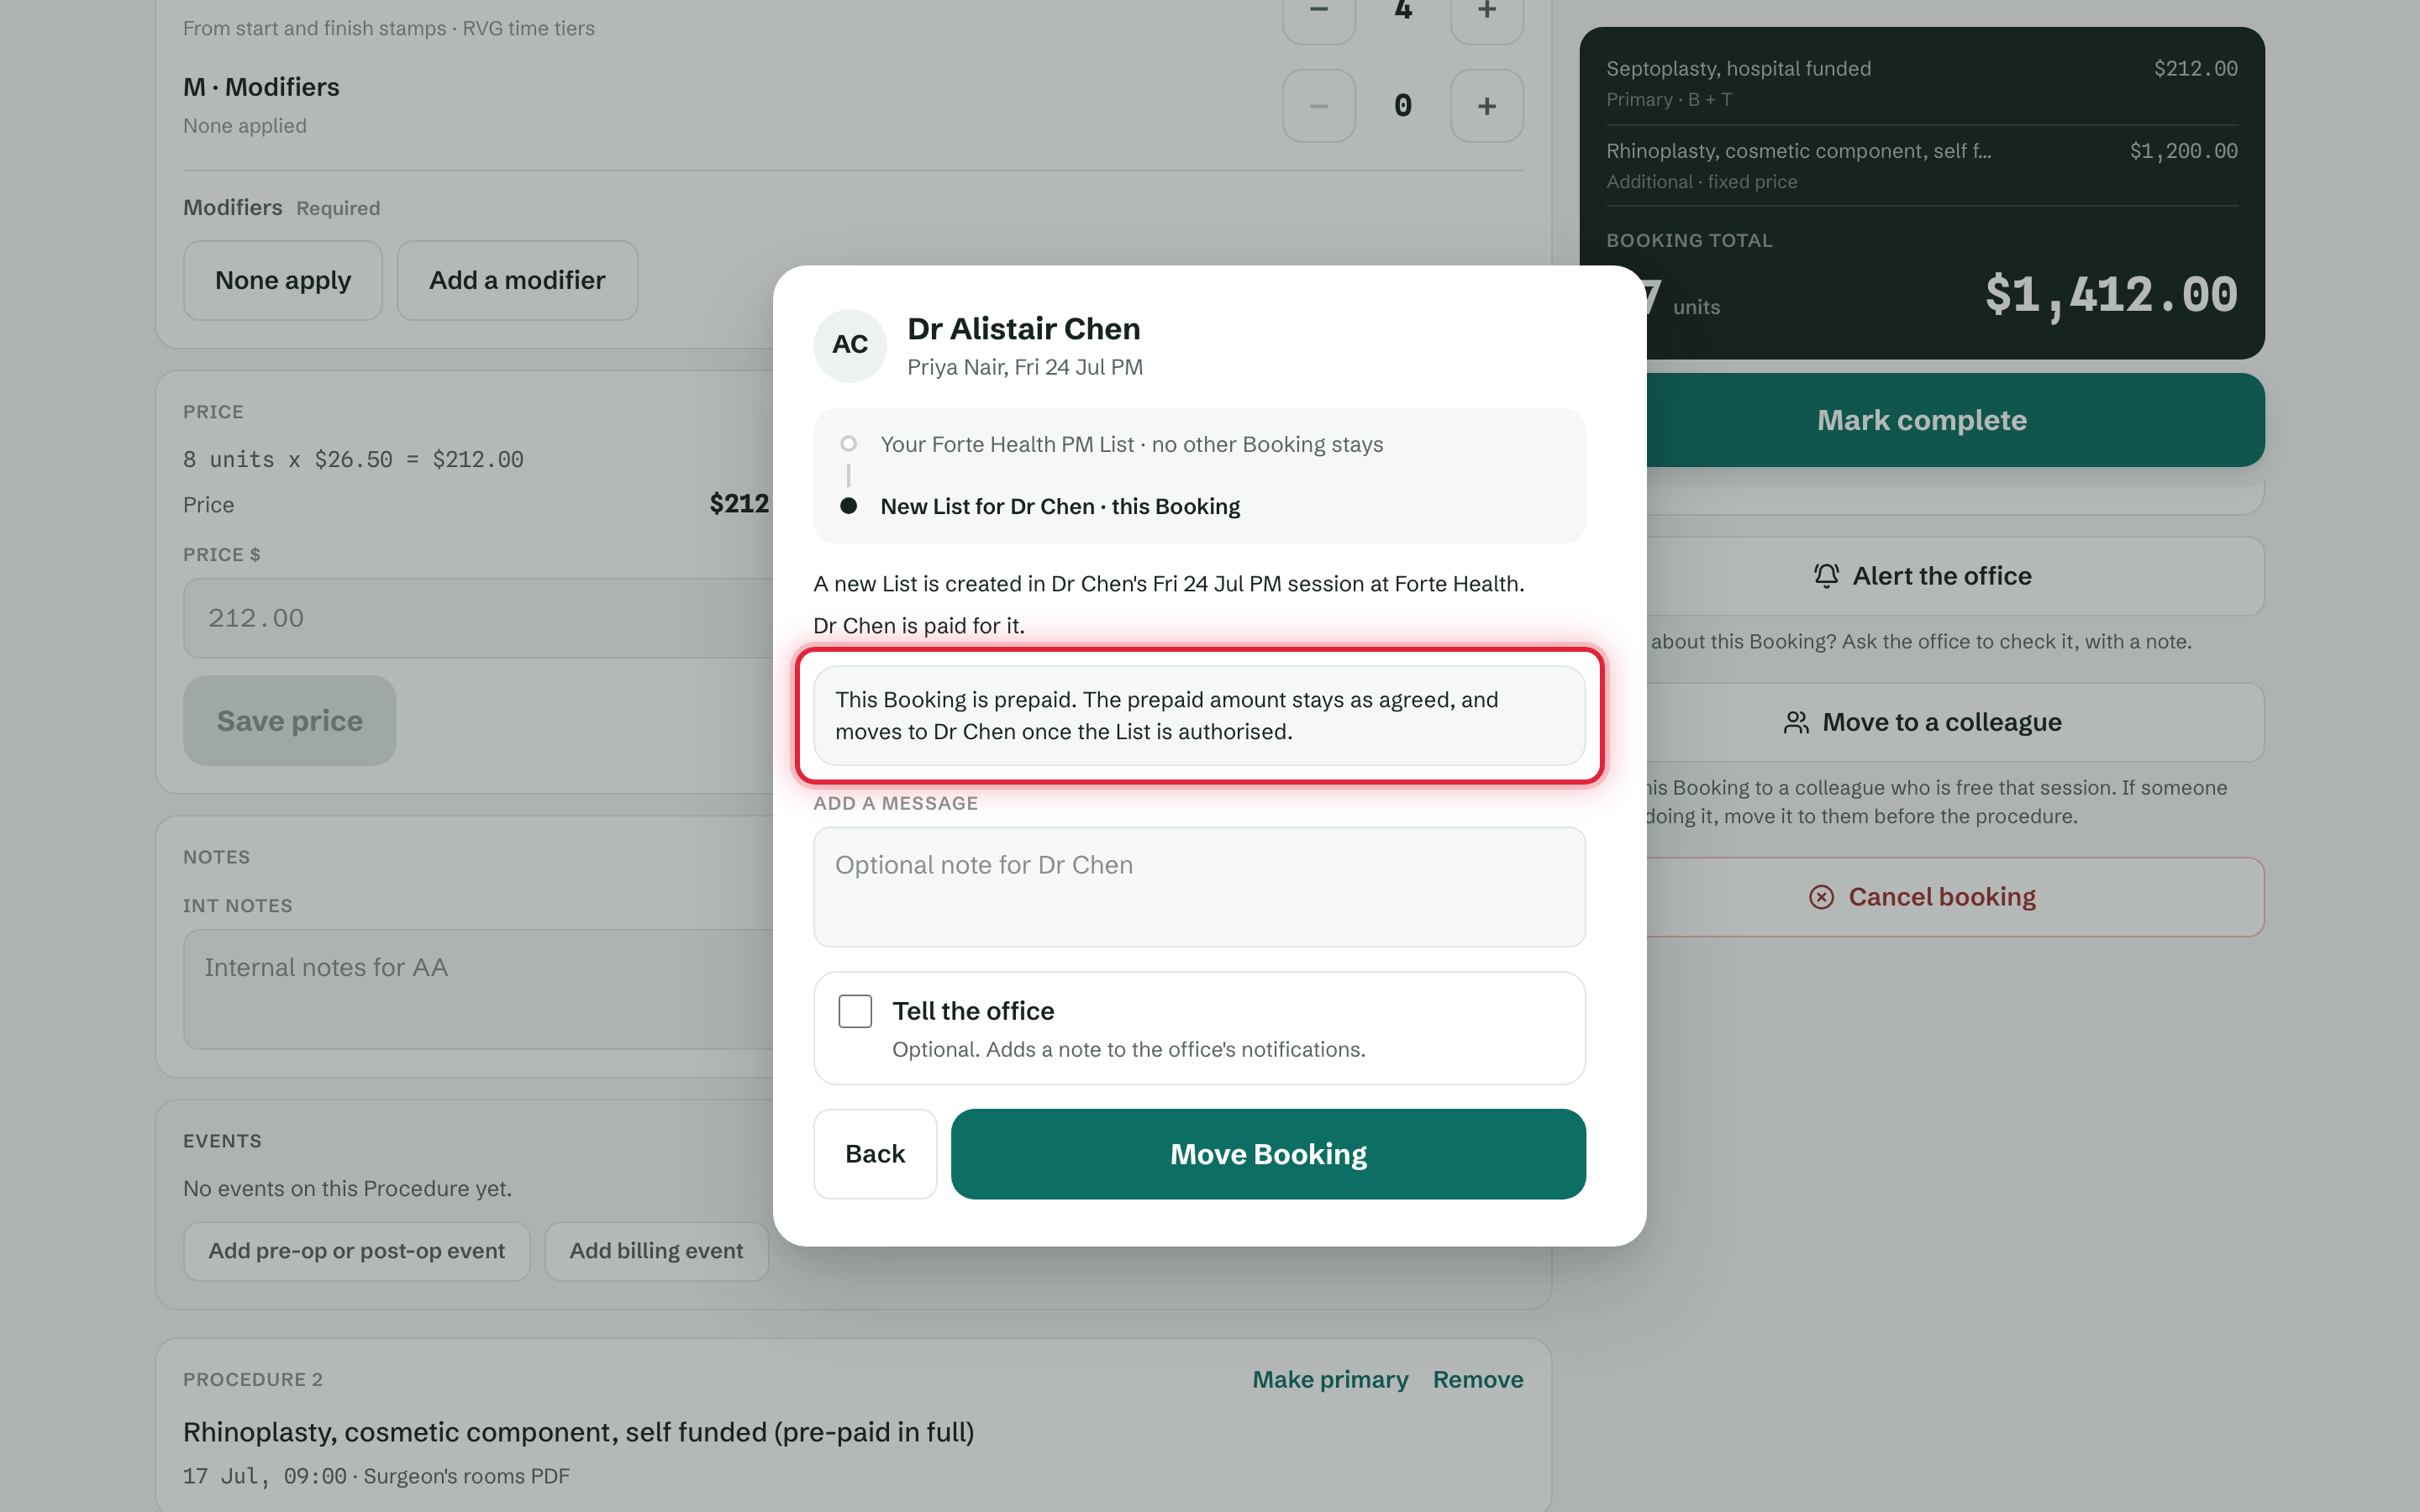 From start and finish stamps · RVG time tiers
− 4 +
M · Modifiers
None applied
− 0 +
Modifiers Required
None apply
Add a modifier
PRICE
8 units x $26.50 = $212.00
Price $212
PRICE $
212.00
Save price
NOTES
INT NOTES
Internal notes for AA
EVENTS
No events on this Procedure yet.
Add pre-op or post-op event
Add billing event
PROCEDURE 2
Make primary
Remove
Rhinoplasty, cosmetic component, self funded (pre-paid in full)
17 Jul, 09:00 · Surgeon's rooms PDF
AC
Dr Alistair Chen
Priya Nair, Fri 24 Jul PM
Your Forte Health PM List · no other Booking stays
New List for Dr Chen · this Booking
A new List is created in Dr Chen's Fri 24 Jul PM session at Forte Health.
Dr Chen is paid for it.
This Booking is prepaid. The prepaid amount stays as agreed, and
moves to Dr Chen once the List is authorised.
ADD A MESSAGE
Optional note for Dr Chen
Tell the office
Optional. Adds a note to the office's notifications.
Back
Move Booking
Septoplasty, hospital funded $212.00
Primary · B + T
Rhinoplasty, cosmetic component, self f... $1,200.00
Additional · fixed price
BOOKING TOTAL
units $1,412.00
Mark complete
Alert the office
about this Booking? Ask the office to check it, with a note.
Move to a colleague
Booking to a colleague who is free that session. If someone
doing it, move it to them before the procedure.
Cancel booking